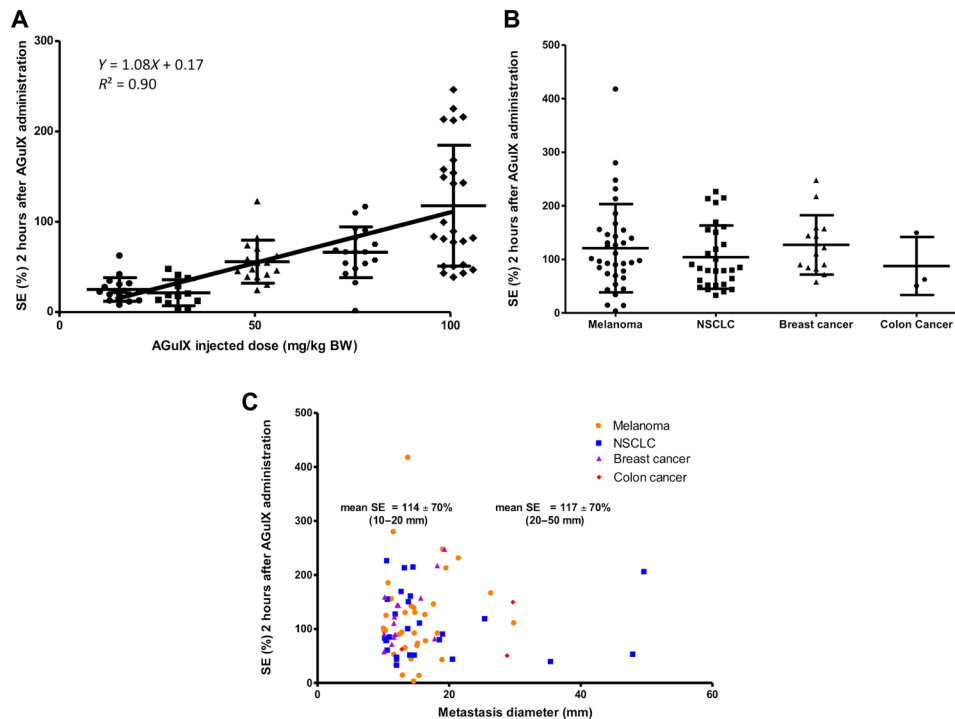 A
SE (%) 2 hours after AGuIX administration
300
200
100
0
Y = 1.08X + 0.17
R² = 0.90
0 50 100
AGuIX injected dose (mg/kg BW)
B
SE (%) 2 hours after AGuIX administration
500
400
300
200
100
0
Melanoma NSCLC Breast cancer Colon Cancer
C
SE (%) 2 hours after AGuIX administration
500
400
300
200
100
0
Melanoma
NSCLC
Breast cancer
Colon cancer
mean SE = 114 ± 70%
(10–20 mm)
mean SE = 117 ± 70%
(20–50 mm)
0 20 40 60
Metastasis diameter (mm)